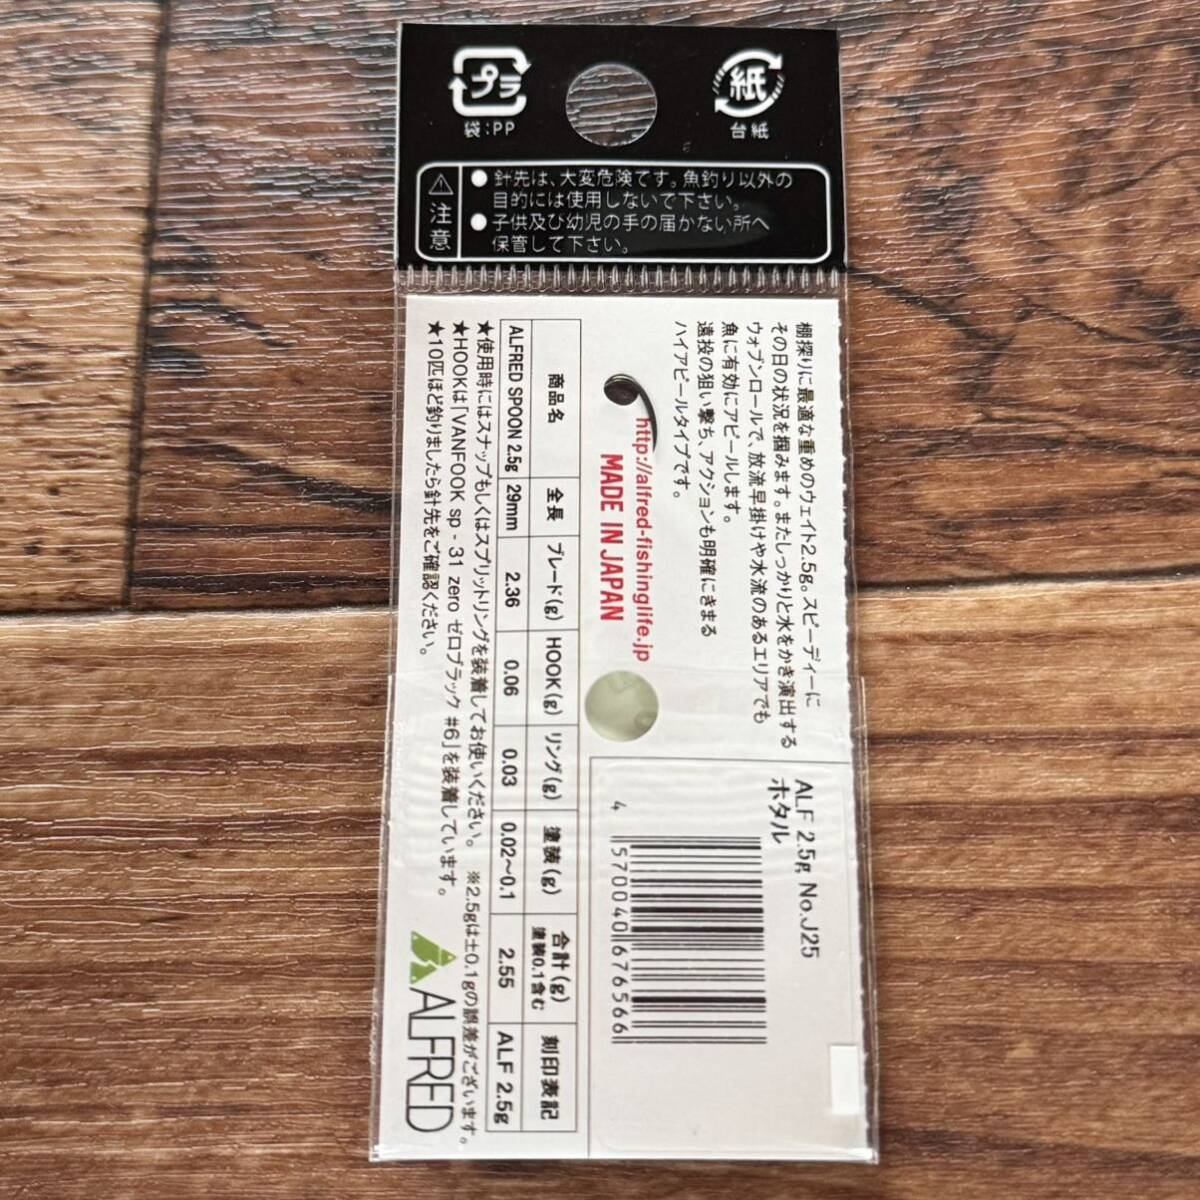 プラ
袋:PP
紙
台紙
注意
●針先は、大変危険です。魚釣り以外の
目的には使用しないで下さい。
●子供及び幼児の手の届かない所へ
保管して下さい。
棚探りに最適な重めのウェイト2.5g。スピーディーに
その日の状況を掴みます。またしっかりと水をかき演出する
ウォブンロールで、放流早掛けや水流のあるエリアでも
魚に有効にアピールします。
遠投の狙い撃ち、アクションも明確にきまる
ハイアピールタイプです。
http://alfred-fishinglife.jp
MADE IN JAPAN
ALF 2.5g No.J25
ホタル
4 570040 676566
商品名 全長 ブレード(g) HOOK(g) リング(g) 塗装(g) 合計(g) 塗装0.1含む 刻印表記
ALFRED SPOON 2.5g 29mm 2.36 0.06 0.03 0.02～0.1 2.55 ALF 2.5g
★使用時にはスナップもしくはスプリットリングを装着してお使いください。 ※2.5gは±0.1gの誤差がございます。
★HOOKは「VANFOOK sp - 31 zero ゼロブラック #6」を装着しています。
★10匹ほど釣りましたら針先をご確認ください。
ALFRED